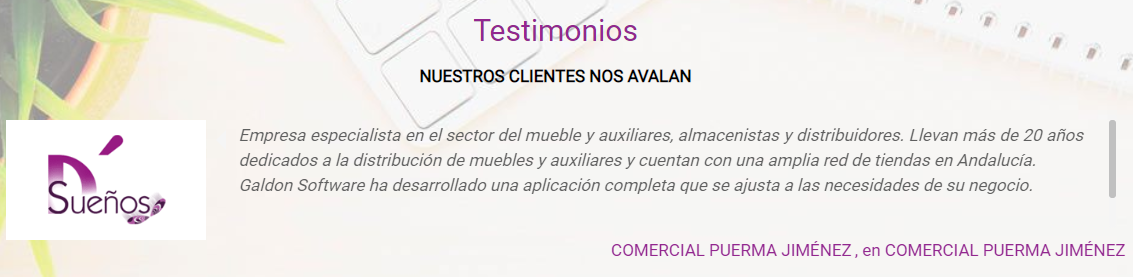 Testimonios
NUESTROS CLIENTES NOS AVALAN
D´
Sueños
Empresa especialista en el sector del mueble y auxiliares, almacenistas y distribuidores. Llevan más de 20 años
dedicados a la distribución de muebles y auxiliares y cuentan con una amplia red de tiendas en Andalucía.
Galdon Software ha desarrollado una aplicación completa que se ajusta a las necesidades de su negocio.
COMERCIAL PUERMA JIMÉNEZ , en COMERCIAL PUERMA JIMÉNEZ